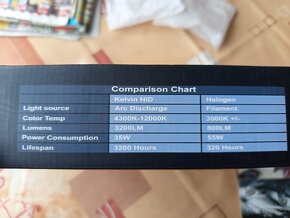 Comparison Chart
Kelvin HID Halogen
Light source Arc Discharge Filament
Color Temp 4300K-12000K 3000K +/-
Lumens 3200LM 800LM
Power Consumption 35W 55W
Lifespan 3200 Hours 320 Hours